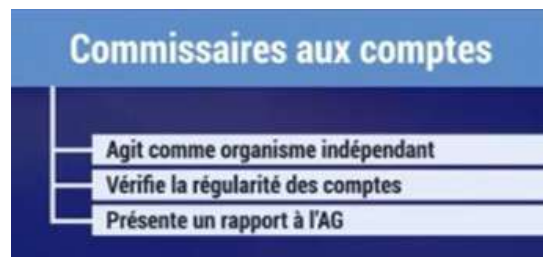 Commissaires aux comptes
Agit comme organisme indépendant
Vérifie la régularité des comptes
Présente un rapport à l'AG